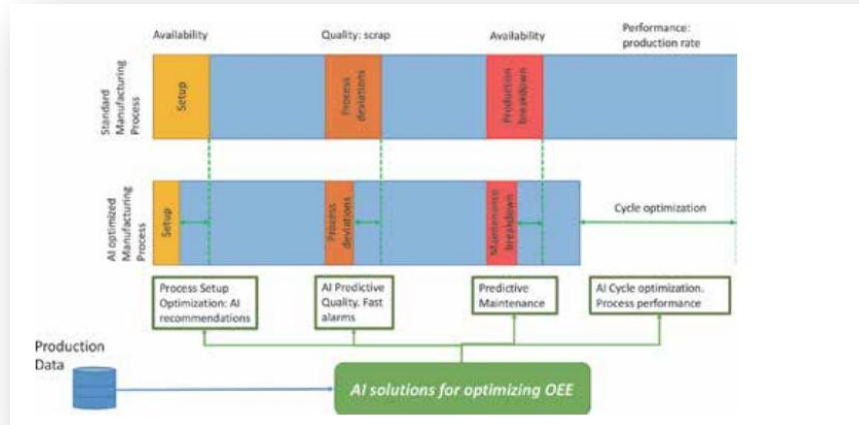 Availability
Quality: scrap
Availability
Performance:
production rate
Standard
Manufacturing
Process
Setup
Process
deviations
Production
breakdown
AI optimized
Manufacturing
Process
Setup
Process
deviations
Maintenance
breakdown
Cycle optimization
Process Setup
Optimization: AI
recommendations
AI Predictive
Quality. Fast
alarms
Predictive
Maintenance
AI Cycle optimization.
Process performance
Production
Data
AI solutions for optimizing OEE